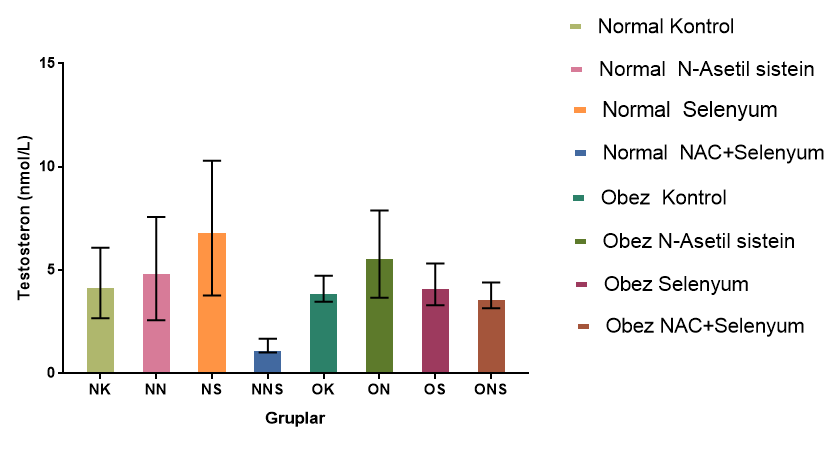 Testosteron (nmol/L)
15
10
5
0
NK NN NS NNS OK ON OS ONS
Gruplar
Normal Kontrol
Normal N-Asetil sistein
Normal Selenyum
Normal NAC+Selenyum
Obez Kontrol
Obez N-Asetil sistein
Obez Selenyum
Obez NAC+Selenyum